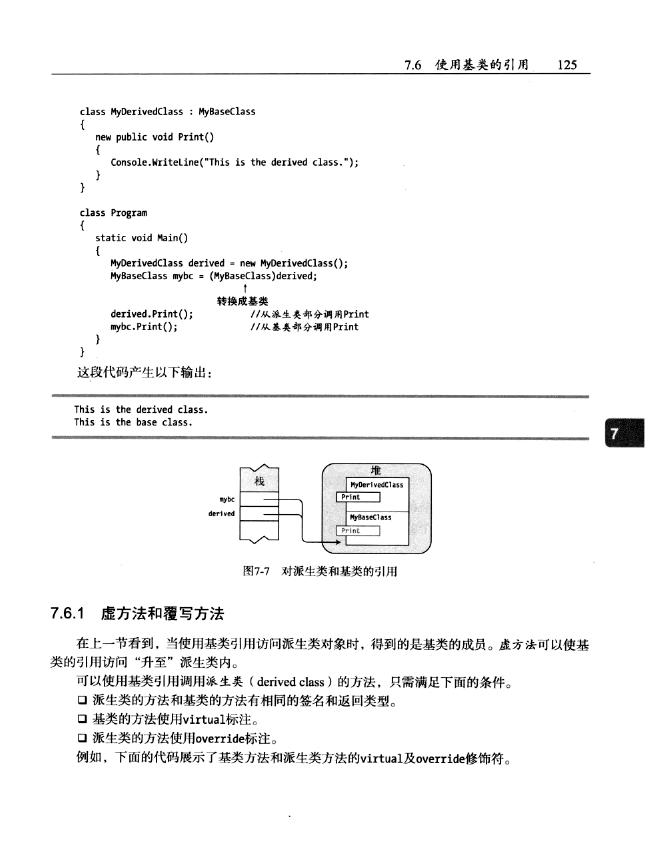 7.6 使用基类的引用 125
class MyDerivedClass : MyBaseClass
{
new public void Print()
{
Console.WriteLine("This is the derived class.");
}
}
class Program
{
static void Main()
{
MyDerivedClass derived = new MyDerivedClass();
MyBaseClass mybc = (MyBaseClass)derived;
↑
转换成基类
derived.Print(); //从派生类部分调用Print
mybc.Print(); //从基类部分调用Print
}
}
这段代码产生以下输出：
This is the derived class.
This is the base class.
7
栈
堆
MyDerivedClass
mybc
Print
derived
MyBaseClass
Print
图7-7 对派生类和基类的引用
7.6.1 虚方法和覆写方法
在上一节看到，当使用基类引用访问派生类对象时，得到的是基类的成员。虚方法可以使基
类的引用访问“升至”派生类内。
可以使用基类引用调用派生类（derived class）的方法，只需满足下面的条件。
❑ 派生类的方法和基类的方法有相同的签名和返回类型。
❑ 基类的方法使用virtual标注。
❑ 派生类的方法使用override标注。
例如，下面的代码展示了基类方法和派生类方法的virtual及override修饰符。